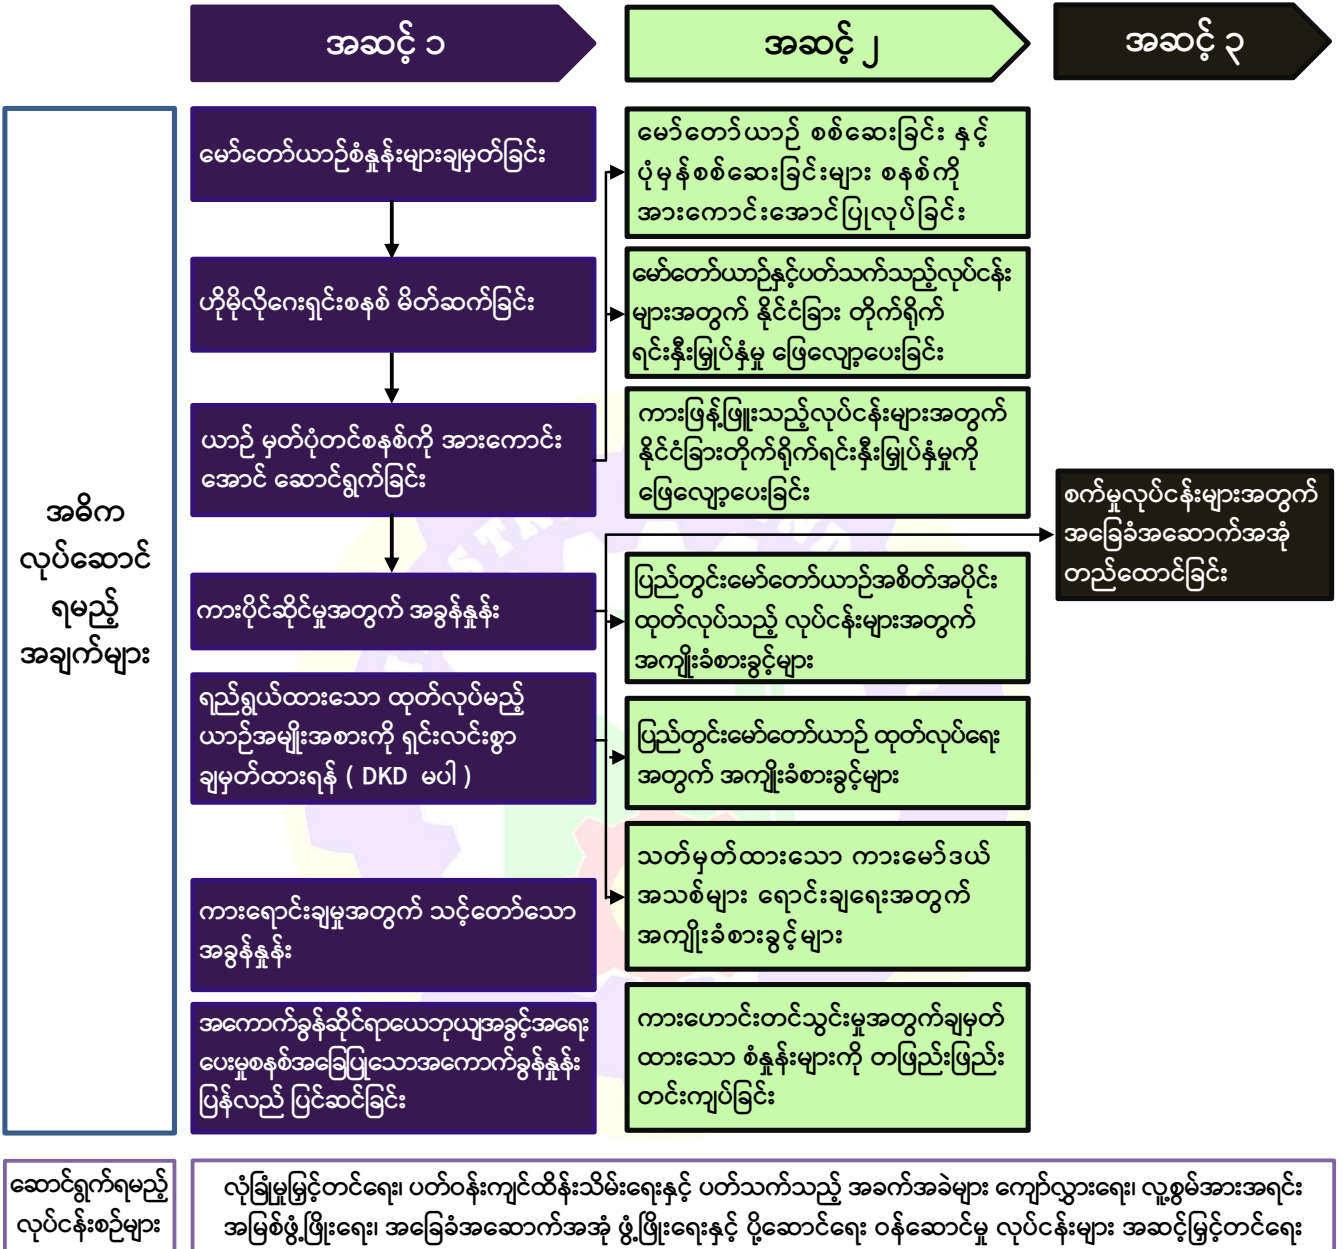 အဆင့် ၁
အဆင့် ၂
အဆင့် ၃
အဓိက
လုပ်ဆောင်
ရမည့်
အချက်များ
မော်တော်ယာဉ်စံနှုန်းများချမှတ်ခြင်း
ဟိုမိုလိုဂေးရှင်းစနစ် မိတ်ဆက်ခြင်း
ယာဉ် မှတ်ပုံတင်စနစ်ကို အားကောင်း
အောင် ဆောင်ရွက်ခြင်း
ကားပိုင်ဆိုင်မှုအတွက် အခွန်နှုန်း
ရည်ရွယ်ထားသော ထုတ်လုပ်မည့်
ယာဉ်အမျိုးအစားကို ရှင်းလင်းစွာ
ချမှတ်ထားရန် ( DKD မပါ )
ကားရောင်းချမှုအတွက် သင့်တော်သော
အခွန်နှုန်း
အကောက်ခွန်ဆိုင်ရာယေဘုယျအခွင့်အရေး
ပေးမှုစနစ်အခြေပြုသောအကောက်ခွန်နှုန်း
ပြန်လည် ပြင်ဆင်ခြင်း
မော်တော်ယာဉ် စစ်ဆေးခြင်း နှင့်
ပုံမှန်စစ်ဆေးခြင်းများ စနစ်ကို
အားကောင်းအောင်ပြုလုပ်ခြင်း
မော်တော်ယာဉ်နှင့်ပတ်သက်သည့်လုပ်ငန်း
များအတွက် နိုင်ငံခြား တိုက်ရိုက်
ရင်းနှီးမြှုပ်နှံမှု ဖြေလျော့ပေးခြင်း
ကားဖြန့်ဖြူးသည့်လုပ်ငန်းများအတွက်
နိုင်ငံခြားတိုက်ရိုက်ရင်းနှီးမြှုပ်နှံမှုကို
ဖြေလျော့ပေးခြင်း
ပြည်တွင်းမော်တော်ယာဉ်အစိတ်အပိုင်း
ထုတ်လုပ်သည့် လုပ်ငန်းများအတွက်
အကျိုးခံစားခွင့်များ
ပြည်တွင်းမော်တော်ယာဉ် ထုတ်လုပ်ရေး
အတွက် အကျိုးခံစားခွင့်များ
သတ်မှတ်ထားသော ကားမော်ဒယ်
အသစ်များ ရောင်းချရေးအတွက်
အကျိုးခံစားခွင့်များ
ကားဟောင်းတင်သွင်းမှုအတွက်ချမှတ်
ထားသော စံနှုန်းများကို တဖြည်းဖြည်း
တင်းကျပ်ခြင်း
စက်မှုလုပ်ငန်းများအတွက်
အခြေခံအဆောက်အအုံ
တည်ထောင်ခြင်း
ဆောင်ရွက်ရမည့်
လုပ်ငန်းစဉ်များ
လုံခြုံမှုမြှင့်တင်ရေး၊ ပတ်ဝန်းကျင်ထိန်းသိမ်းရေးနှင့် ပတ်သက်သည့် အခက်အခဲများ ကျော်လွှားရေး၊ လူ့စွမ်အားအရင်း
အမြစ်ဖွံ့ဖြိုးရေး၊ အခြေခံအဆောက်အအုံ ဖွံ့ဖြိုးရေးနှင့် ပို့ဆောင်ရေး ဝန်ဆောင်မှု လုပ်ငန်းများ အဆင့်မြှင့်တင်ရေး